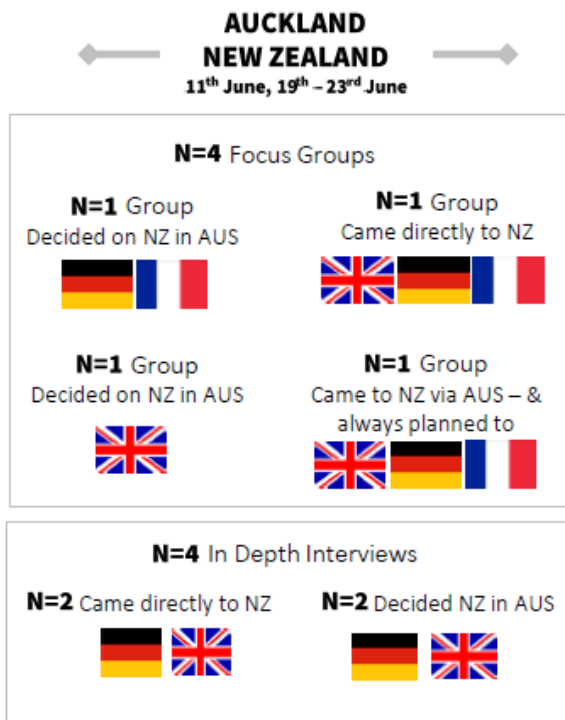 AUCKLAND
NEW ZEALAND
11th June, 19th – 23rd June
N=4 Focus Groups
N=1 Group
Decided on NZ in AUS
N=1 Group
Came directly to NZ
N=1 Group
Decided on NZ in AUS
N=1 Group
Came to NZ via AUS – &
always planned to
N=4 In Depth Interviews
N=2 Came directly to NZ
N=2 Decided NZ in AUS